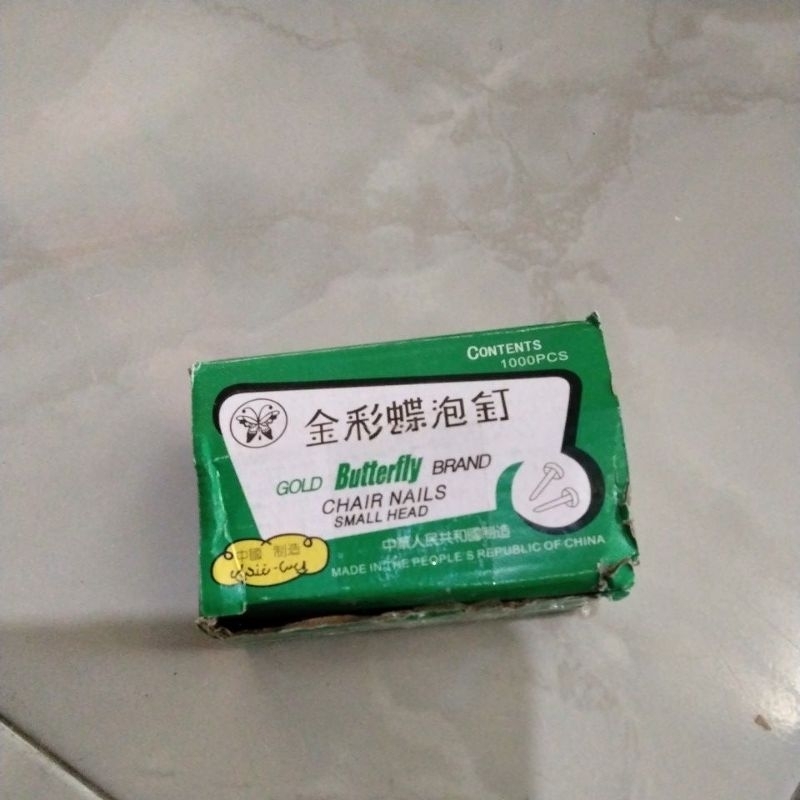 CONTENTS
1000PCS
金彩蝶泡釘
GOLD Butterfly BRAND
CHAIR NAILS
SMALL HEAD
中國 制造
中華人民共和國制造
MADE IN THE PEOPLE'S REPUBLIC OF CHINA